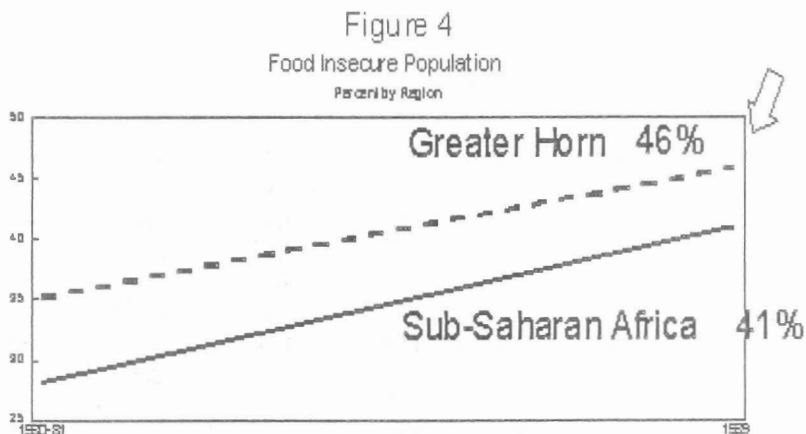 Figure 4
Food Insecure Population
Percent by Region
50
Greater Horn 46%
45
40
35
Sub-Saharan Africa 41%
30
25